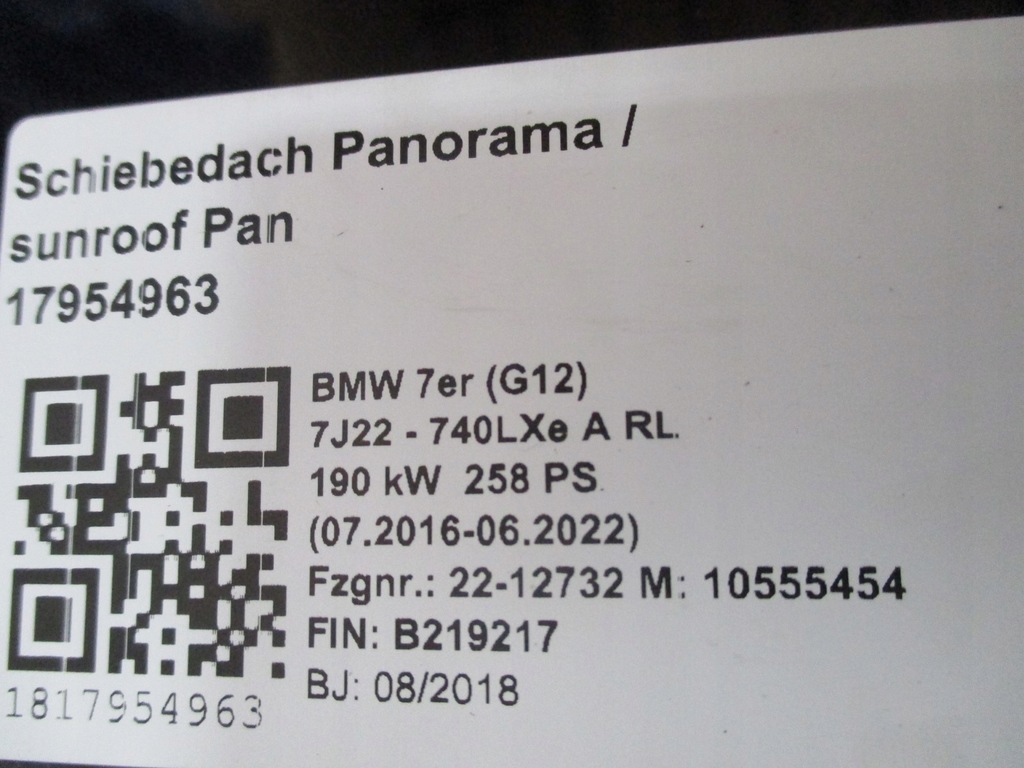 Schiebedach Panorama /
sunroof Pan
17954963
BMW 7er (G12)
7J22 - 740LXe A RL.
190 kW 258 PS
(07.2016-06.2022)
Fzgnr.: 22-12732 M: 10555454
FIN: B219217
BJ: 08/2018
1817954963